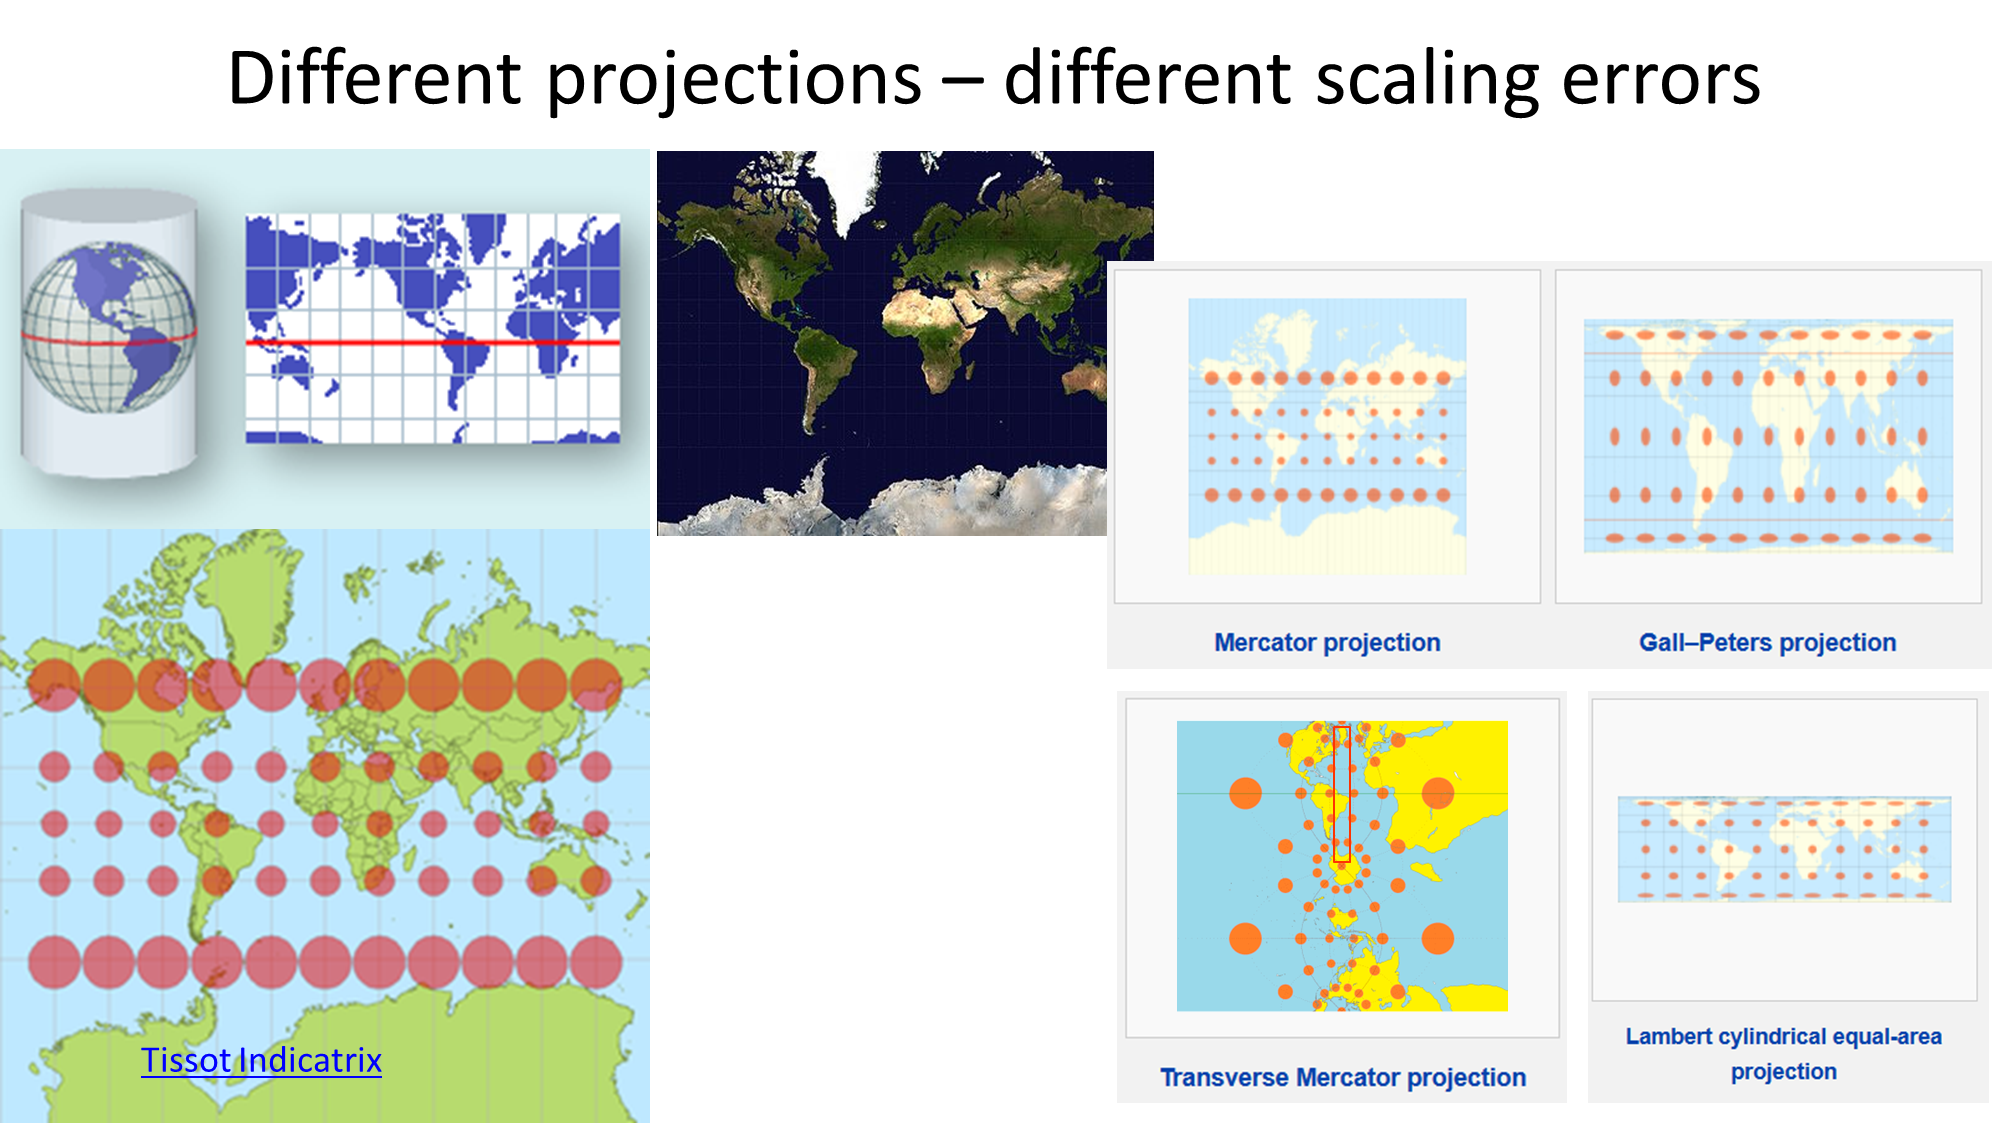 Different projections – different scaling errors
Mercator projection
Gall–Peters projection
Tissot Indicatrix
Transverse Mercator projection
Lambert cylindrical equal-area
projection